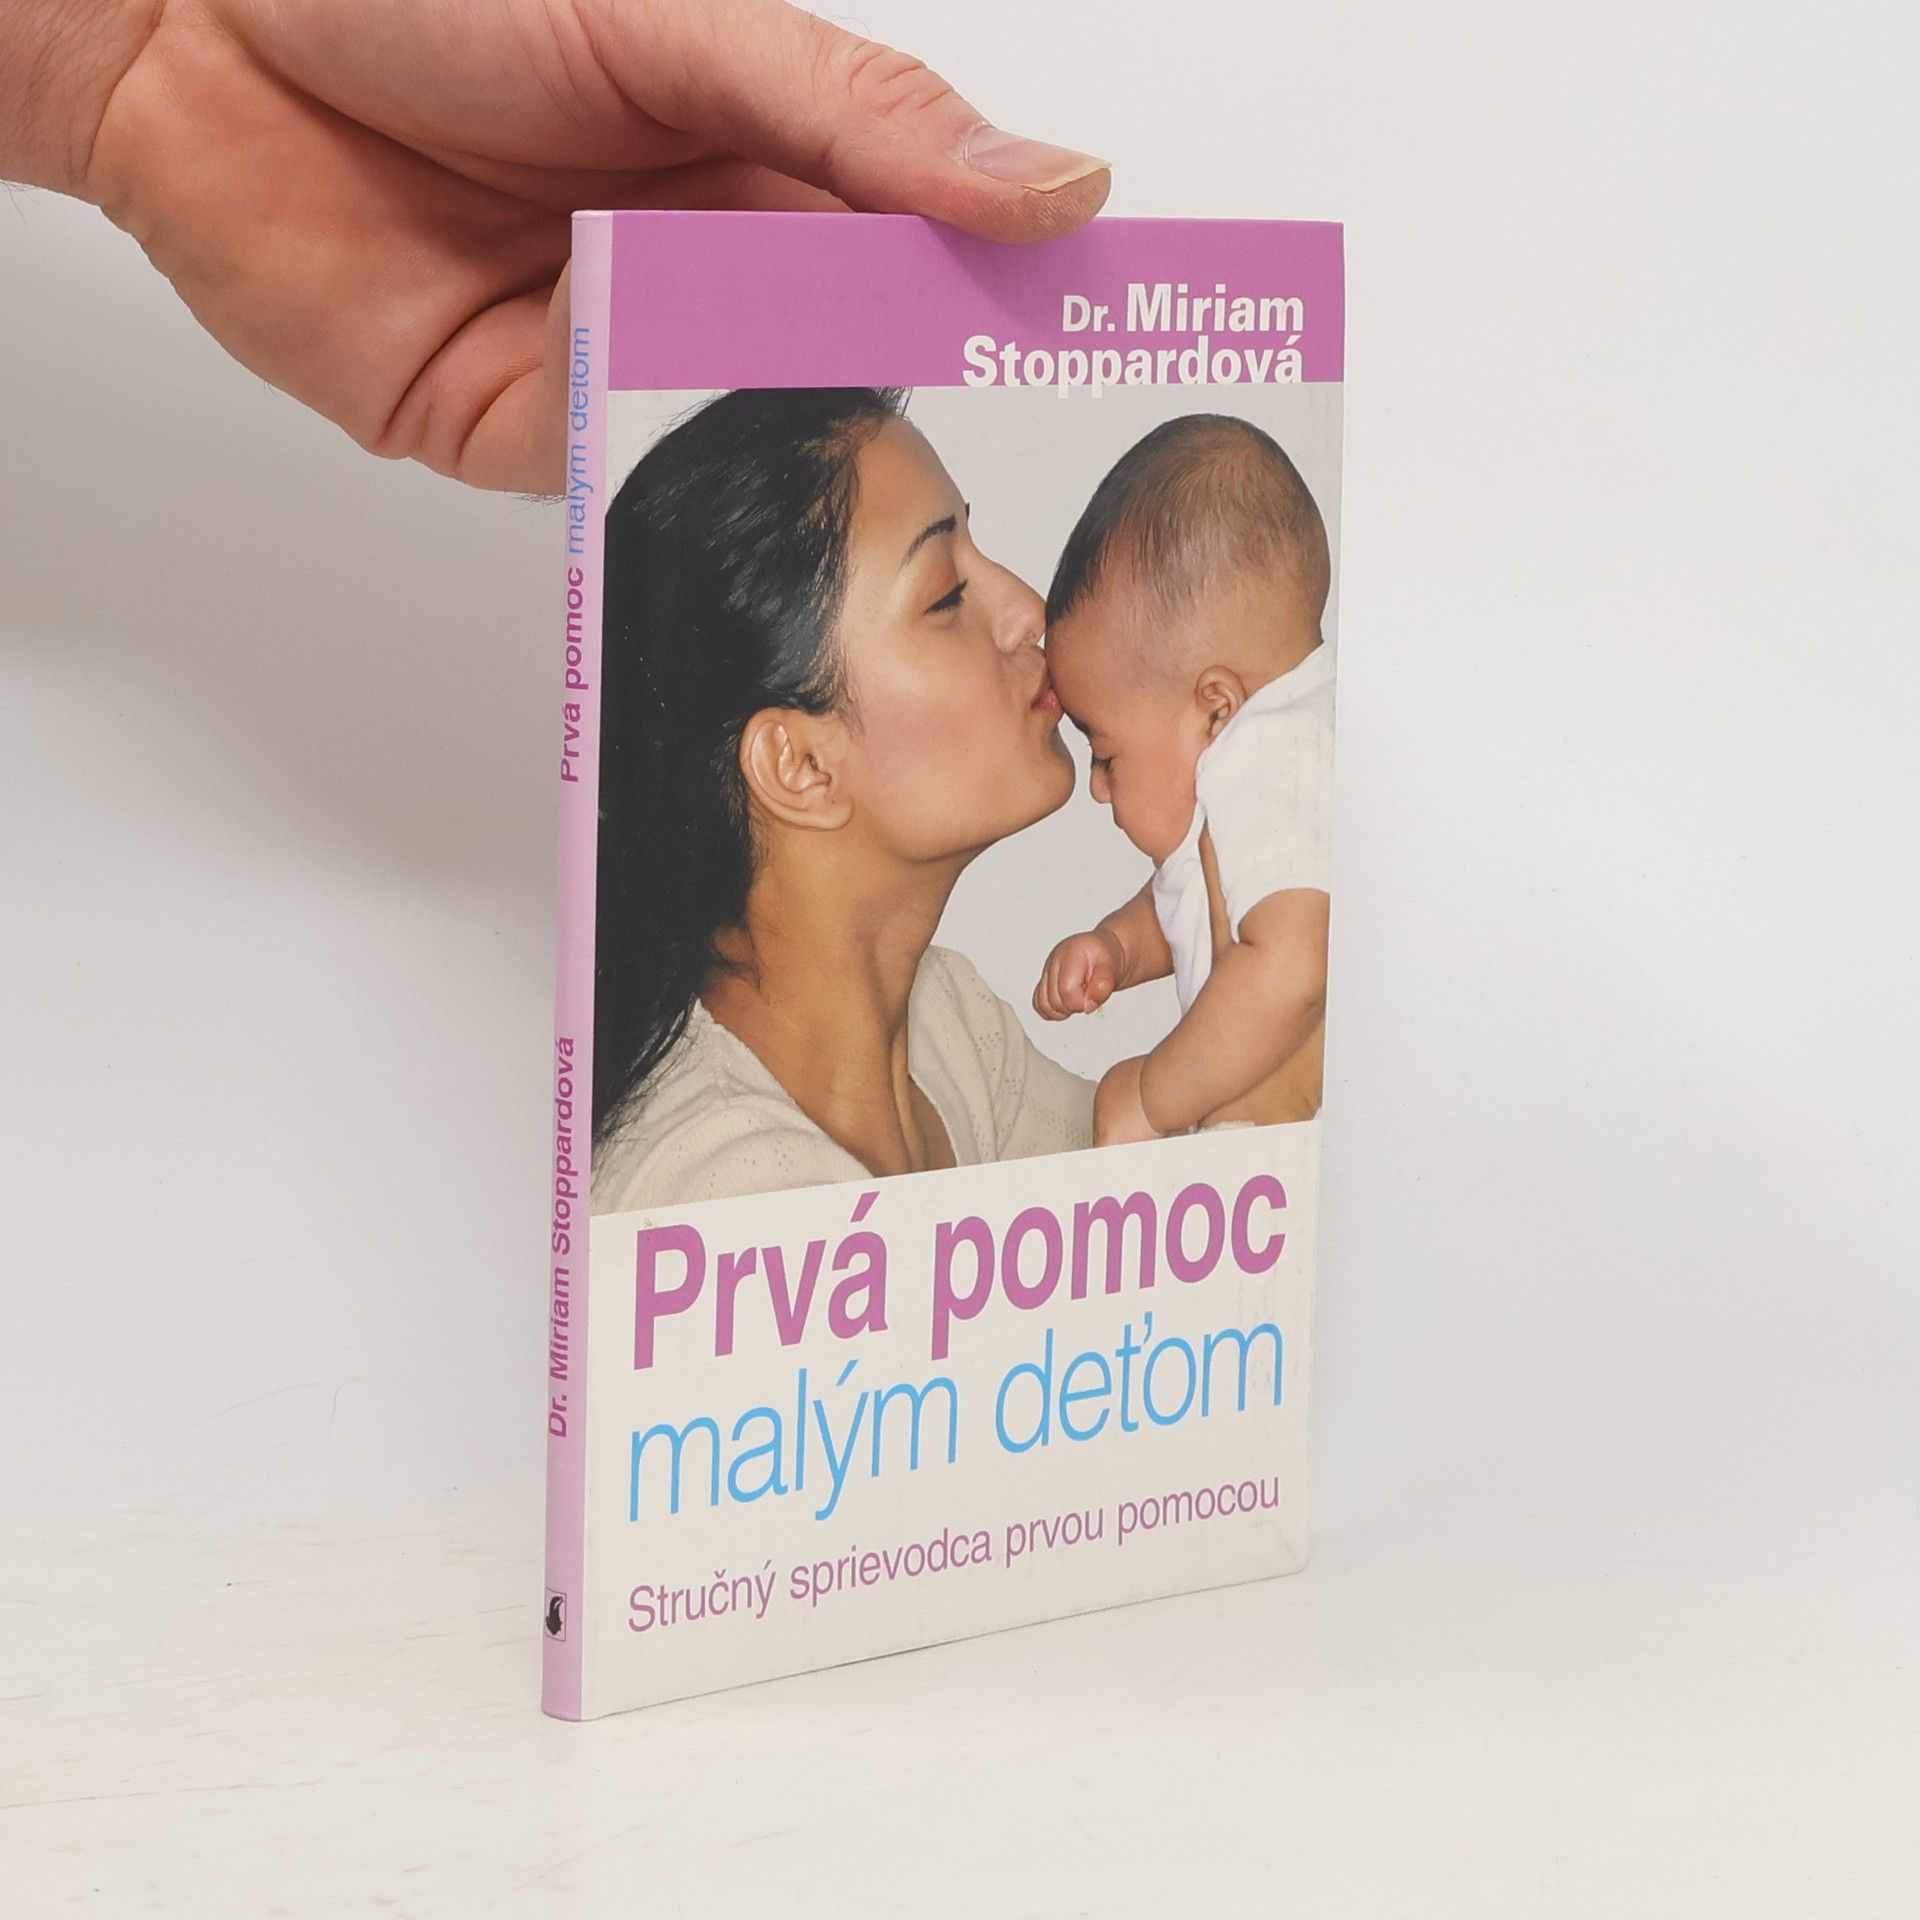 Dr. Miriam
Stoppardová
Prvá pomoc
malým deťom
Stručný sprievodca prvou pomocou
Dr. Miriam Stoppardová Prvá pomoc malým deťom